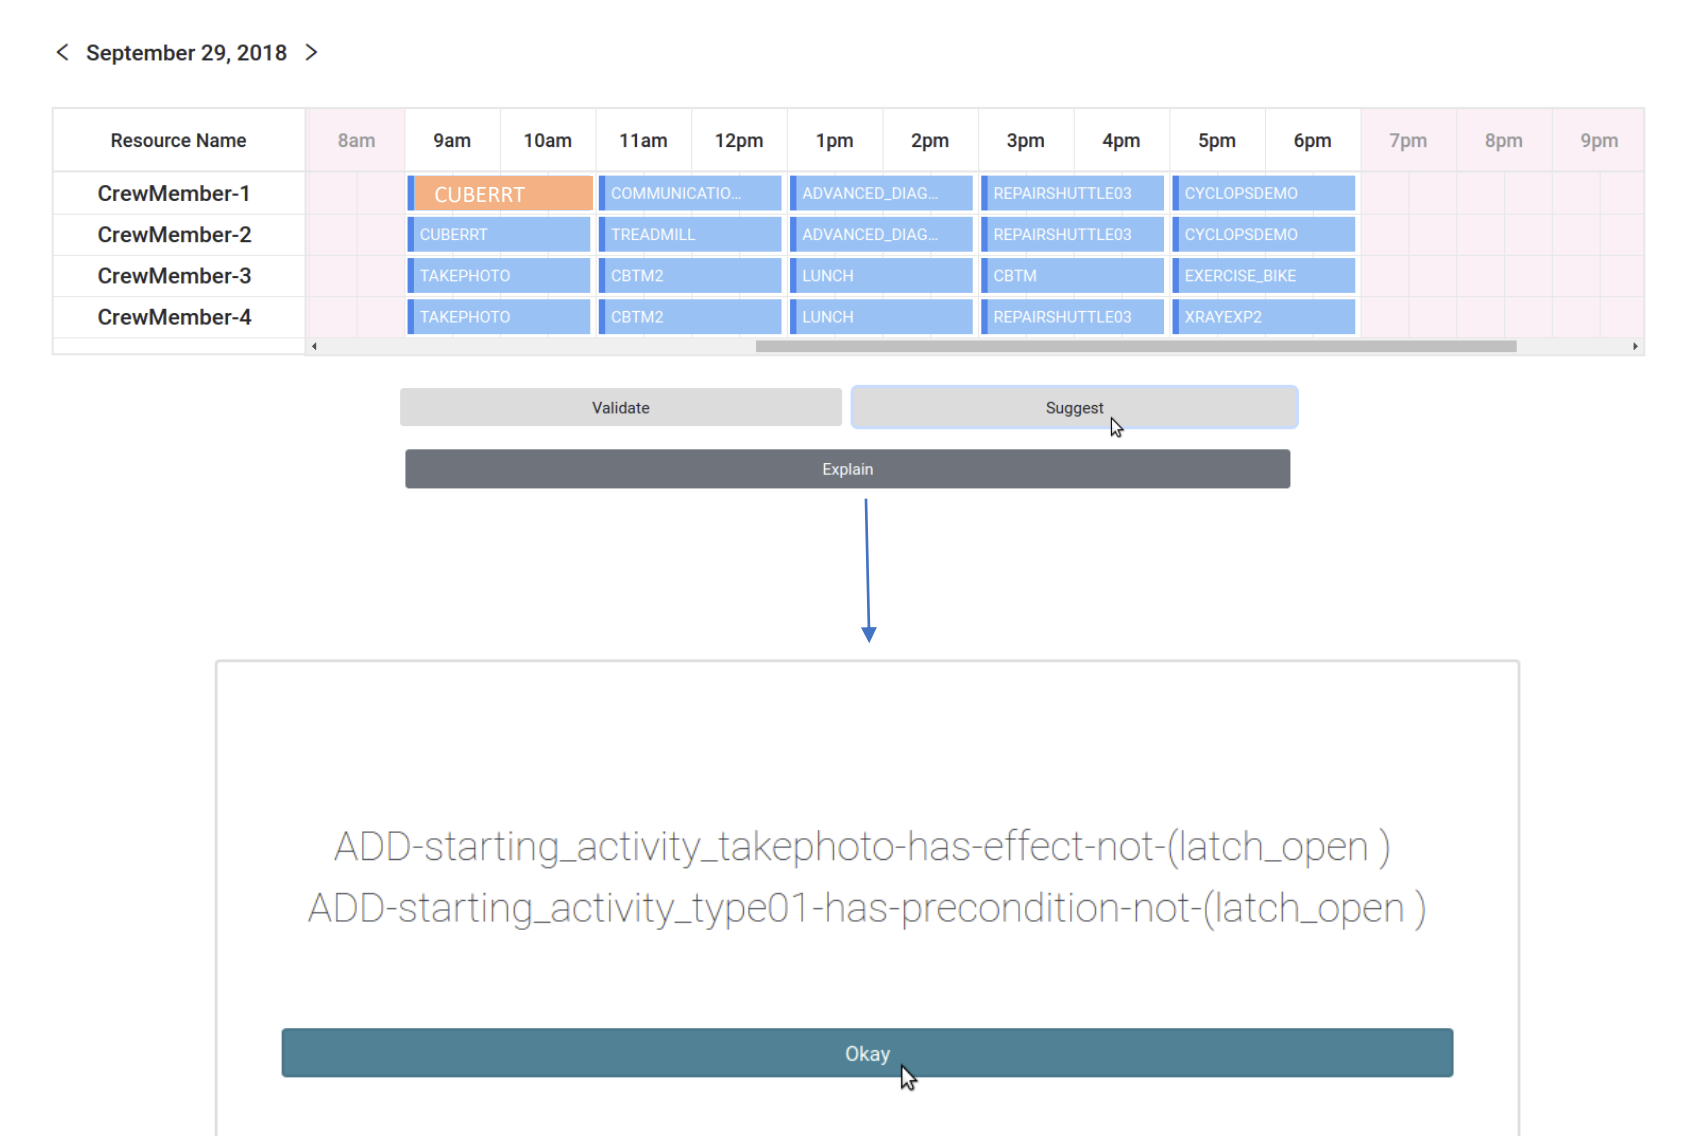 < September 29, 2018 >
Resource Name 8am 9am 10am 11am 12pm 1pm 2pm 3pm 4pm 5pm 6pm 7pm 8pm 9pm
CrewMember-1 CUBERRT COMMUNICATIO... ADVANCED_DIAG... REPAIRSHUTTLE03 CYCLOPSDEMO
CrewMember-2 CUBERRT TREADMILL ADVANCED_DIAG... REPAIRSHUTTLE03 CYCLOPSDEMO
CrewMember-3 TAKEPHOTO CBTM2 LUNCH CBTM EXERCISE_BIKE
CrewMember-4 TAKEPHOTO CBTM2 LUNCH REPAIRSHUTTLE03 XRAYEXP2
Validate Suggest
Explain
ADD-starting_activity_takephoto-has-effect-not-(latch_open )
ADD-starting_activity_type01-has-precondition-not-(latch_open )
Okay